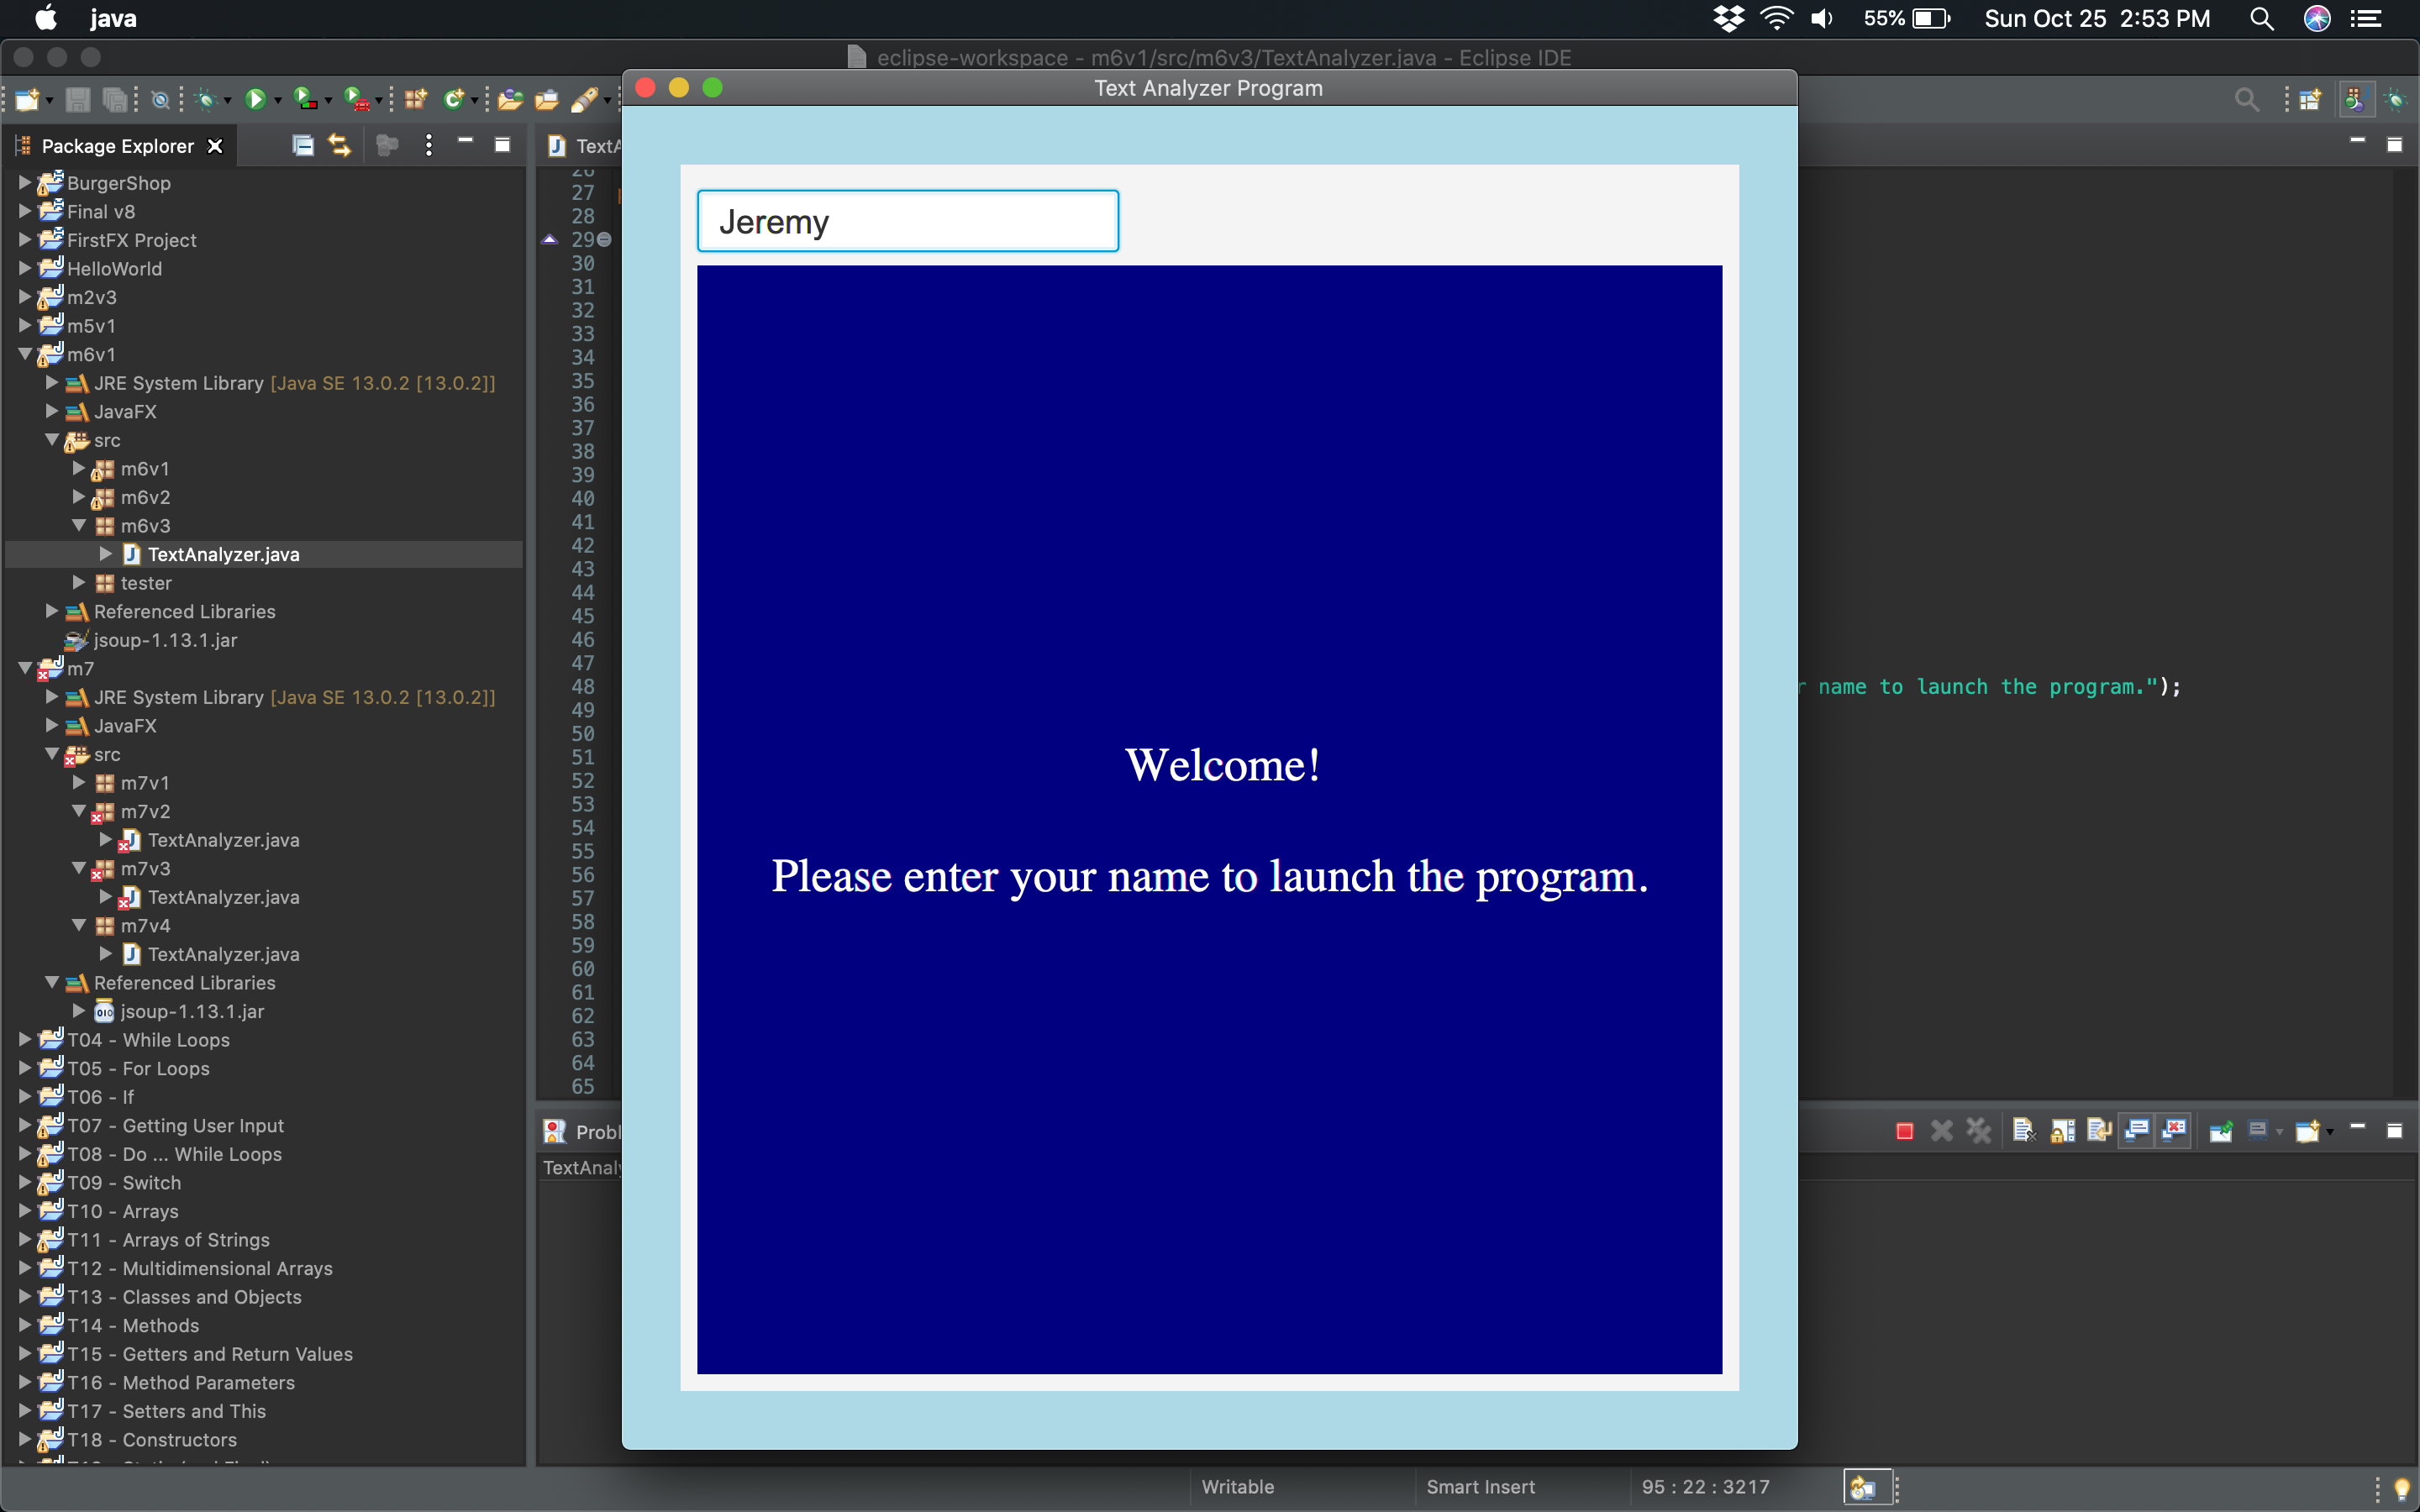 java
55%
Sun Oct 25 2:53 PM
eclipse-workspace - m6v1/src/m6v3/TextAnalyzer.java - Eclipse IDE
Text Analyzer Program
Package Explorer
BurgerShop
Final v8
FirstFX Project
HelloWorld
m2v3
m5v1
m6v1
JRE System Library [Java SE 13.0.2 [13.0.2]]
JavaFX
src
m6v1
m6v2
m6v3
TextAnalyzer.java
tester
Referenced Libraries
jsoup-1.13.1.jar
m7
JRE System Library [Java SE 13.0.2 [13.0.2]]
JavaFX
src
m7v1
m7v2
TextAnalyzer.java
m7v3
TextAnalyzer.java
m7v4
TextAnalyzer.java
Referenced Libraries
jsoup-1.13.1.jar
T04 - While Loops
T05 - For Loops
T06 - If
T07 - Getting User Input
T08 - Do ... While Loops
T09 - Switch
T10 - Arrays
T11 - Arrays of Strings
T12 - Multidimensional Arrays
T13 - Classes and Objects
T14 - Methods
T15 - Getters and Return Values
T16 - Method Parameters
T17 - Setters and This
T18 - Constructors
TextA
27
28
29
30
31
32
33
34
35
36
37
38
39
40
41
42
43
44
45
46
47
48
49
50
51
52
53
54
55
56
57
58
59
60
61
62
63
64
65
name to launch the program.");
Jeremy
Welcome!
Please enter your name to launch the program.
Probl
TextAnaly
Writable
Smart Insert
95 : 22 : 3217